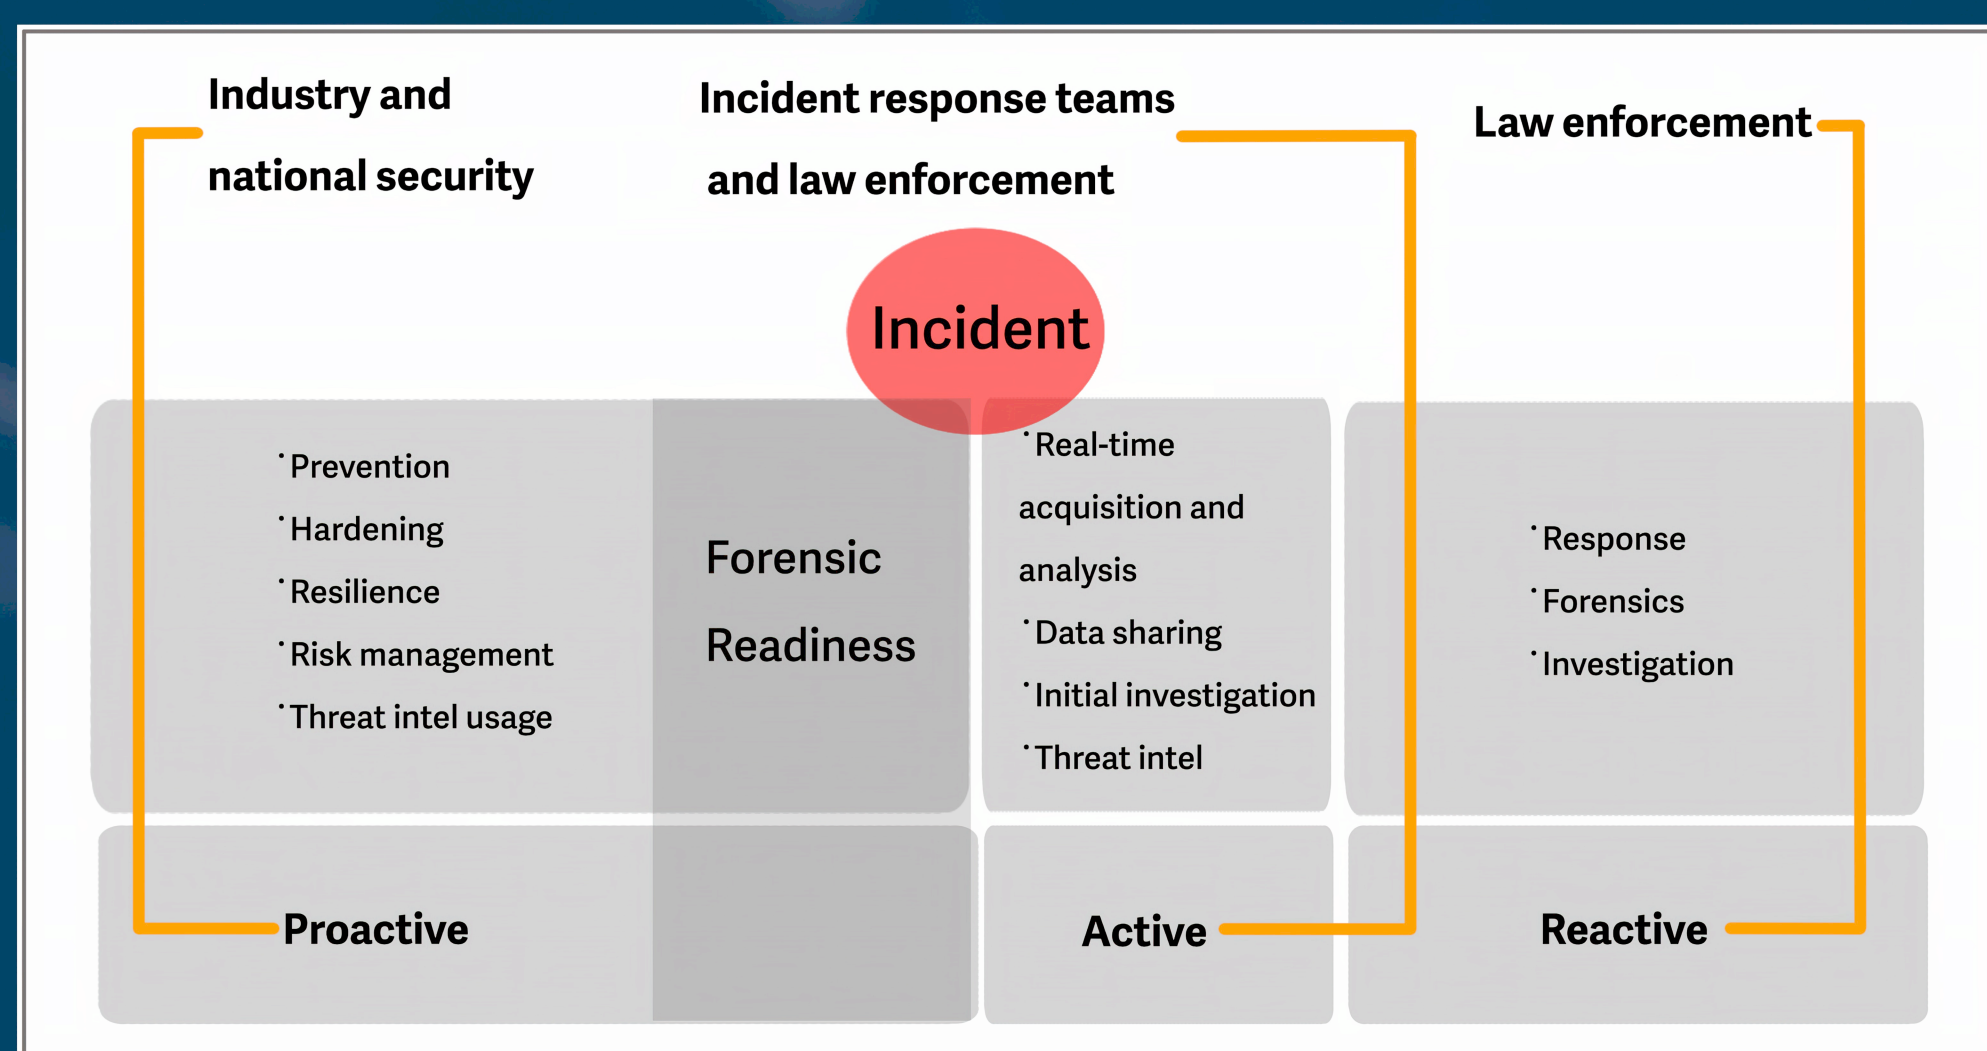 Industry and
national security
Incident response teams
and law enforcement
Law enforcement
Incident
·Prevention
·Hardening
·Resilience
·Risk management
·Threat intel usage
Forensic
Readiness
·Real-time
acquisition and
analysis
·Data sharing
·Initial investigation
·Threat intel
·Response
·Forensics
·Investigation
Proactive
Active
Reactive